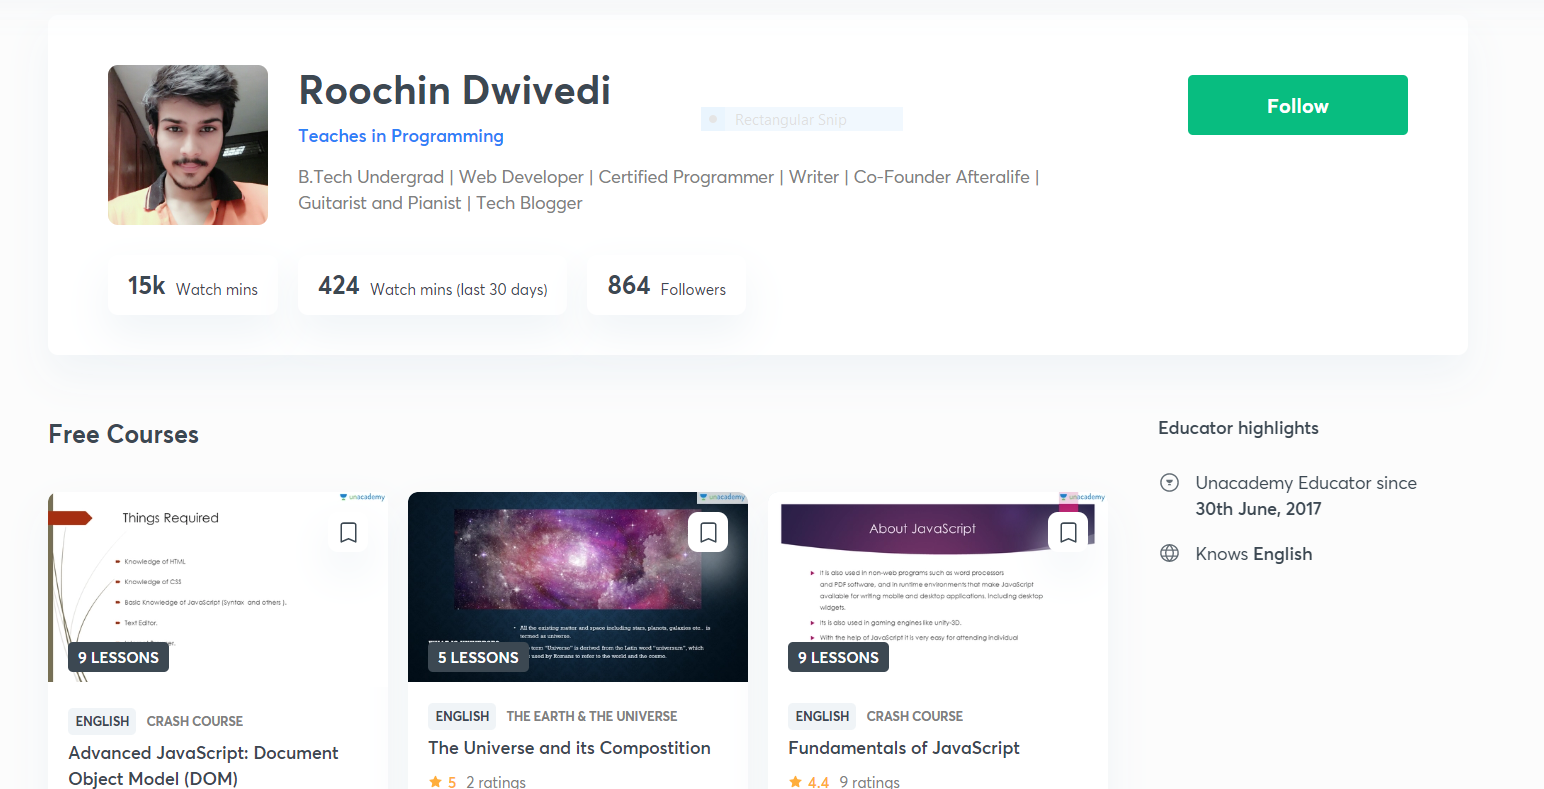 Roochin Dwivedi
Follow
Rectangular Snip
Teaches in Programming
B.Tech Undergrad | Web Developer | Certified Programmer | Writer | Co-Founder Afteralife |
Guitarist and Pianist | Tech Blogger
15k Watch mins
424 Watch mins (last 30 days)
864 Followers
Free Courses
unacademy
Things Required
Knowledge of HTML
Knowledge of CSS
Basic Knowledge of JavaScript (Syntax and others ).
Text Editor.
9 LESSONS
ENGLISH CRASH COURSE
Advanced JavaScript: Document
Object Model (DOM)
unacademy
All the existing matter and space including stars, planets, galaxies etc.. is
termed as universe.
term "Universe" is derived from the Latin word "universum", which
used by Romans to refer to the world and the cosmo.
5 LESSONS
ENGLISH THE EARTH & THE UNIVERSE
The Universe and its Compostition
5 2 ratings
unacademy
About JavaScript
It is also used in non-web programs such as word processors
and PDF software, and in runtime environments that make JavaScript
available for writing mobile and desktop applications. Including desktop
widgets.
Its is also used in gaming engines like unity-3D.
With the help of JavaScript it is very easy for attending individual
9 LESSONS
ENGLISH CRASH COURSE
Fundamentals of JavaScript
4.4 9 ratings
Educator highlights
Unacademy Educator since
30th June, 2017
Knows English